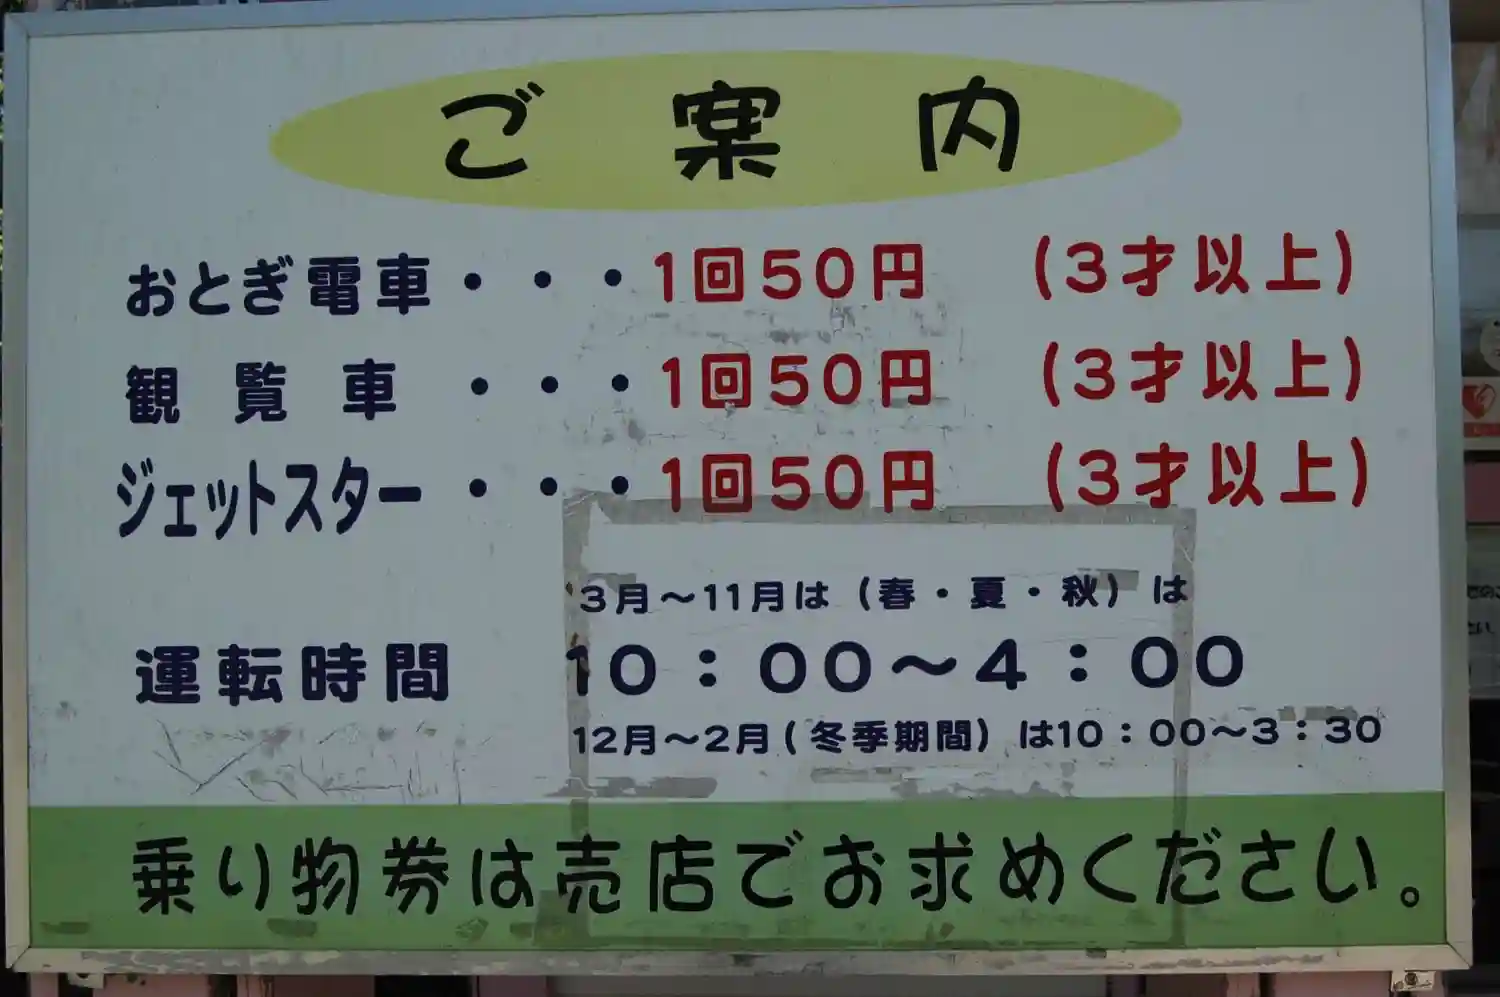 ご案内
おとぎ電車・・・1回50円 (3才以上)
観覧車・・・1回50円 (3才以上)
ジェットスター・・・1回50円 (3才以上)
3月～11月は(春・夏・秋)は
運転時間 10：00～4：00
12月～2月(冬季期間)は10：00～3：30
乗り物券は売店でお求めください。